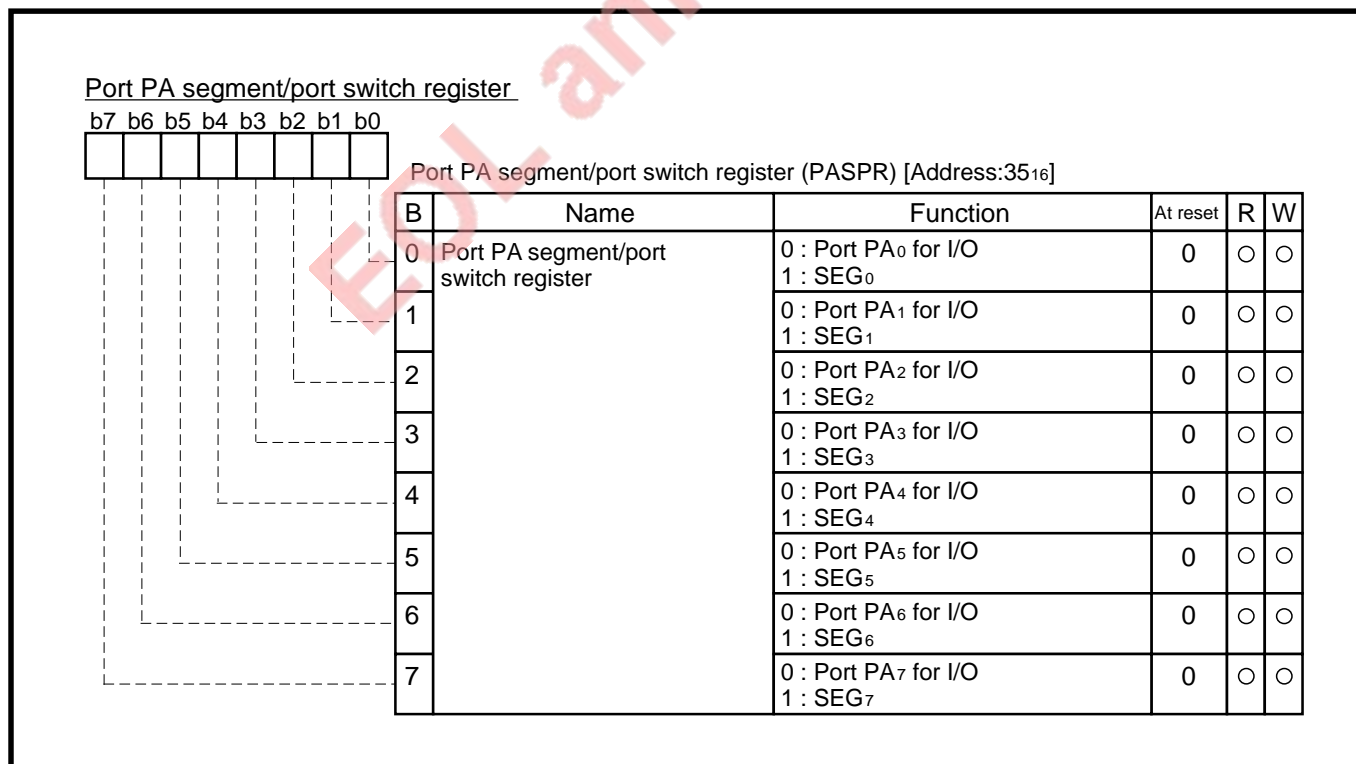 EOL ann
Port PA segment/port switch register
b7 b6 b5 b4 b3 b2 b1 b0
Port PA segment/port switch register (PASPR) [Address:35₁₆]
B Name Function At reset R W
0 Port PA segment/port switch register 0 : Port PA₀ for I/O 0 ○ ○
1 : SEG₀
1 0 : Port PA₁ for I/O 0 ○ ○
1 : SEG₁
2 0 : Port PA₂ for I/O 0 ○ ○
1 : SEG₂
3 0 : Port PA₃ for I/O 0 ○ ○
1 : SEG₃
4 0 : Port PA₄ for I/O 0 ○ ○
1 : SEG₄
5 0 : Port PA₅ for I/O 0 ○ ○
1 : SEG₅
6 0 : Port PA₆ for I/O 0 ○ ○
1 : SEG₆
7 0 : Port PA₇ for I/O 0 ○ ○
1 : SEG₇